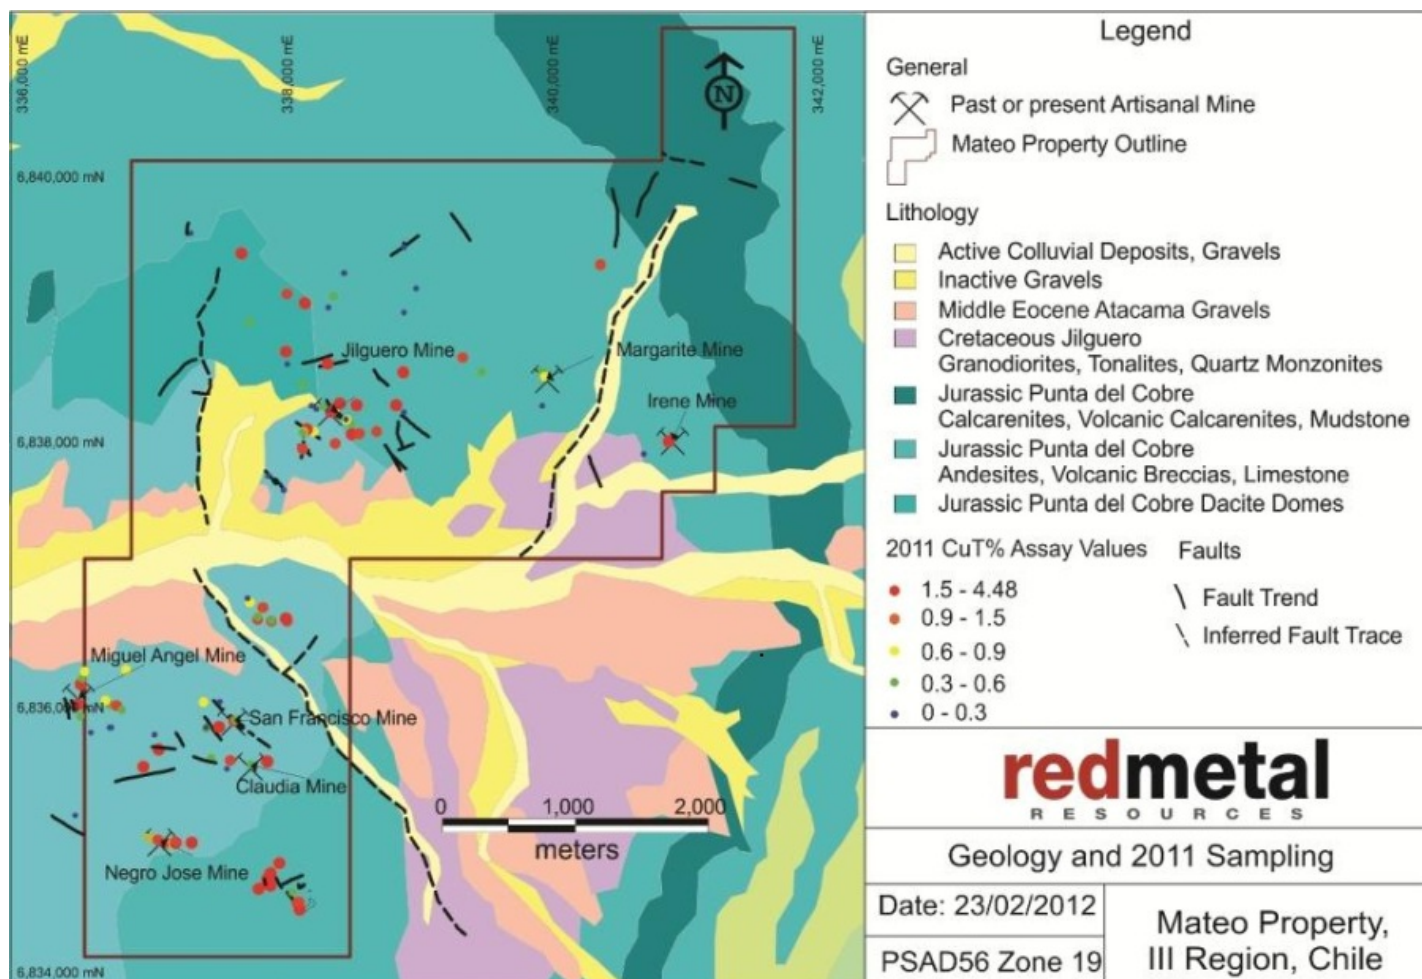 336,000 mE
338,000 mE
340,000 mE
342,000 mE
N
6,840,000 mN
6,838,000 mN
6,836,000 mN
6,834,000 mN
Jilguero Mine
Margarite Mine
Irene Mine
Miguel Angel Mine
San Francisco Mine
Claudia Mine
Negro Jose Mine
0 1,000 2,000
meters
Legend
General
Past or present Artisanal Mine
Mateo Property Outline
Lithology
Active Colluvial Deposits, Gravels
Inactive Gravels
Middle Eocene Atacama Gravels
Cretaceous Jilguero
Granodiorites, Tonalites, Quartz Monzonites
Jurassic Punta del Cobre
Calcarenites, Volcanic Calcarenites, Mudstone
Jurassic Punta del Cobre
Andesites, Volcanic Breccias, Limestone
Jurassic Punta del Cobre Dacite Domes
2011 CuT% Assay Values
1.5 - 4.48
0.9 - 1.5
0.6 - 0.9
0.3 - 0.6
0 - 0.3
Faults
Fault Trend
Inferred Fault Trace
redmetal
RESOURCES
Geology and 2011 Sampling
Date: 23/02/2012
PSAD56 Zone 19
Mateo Property,
III Region, Chile